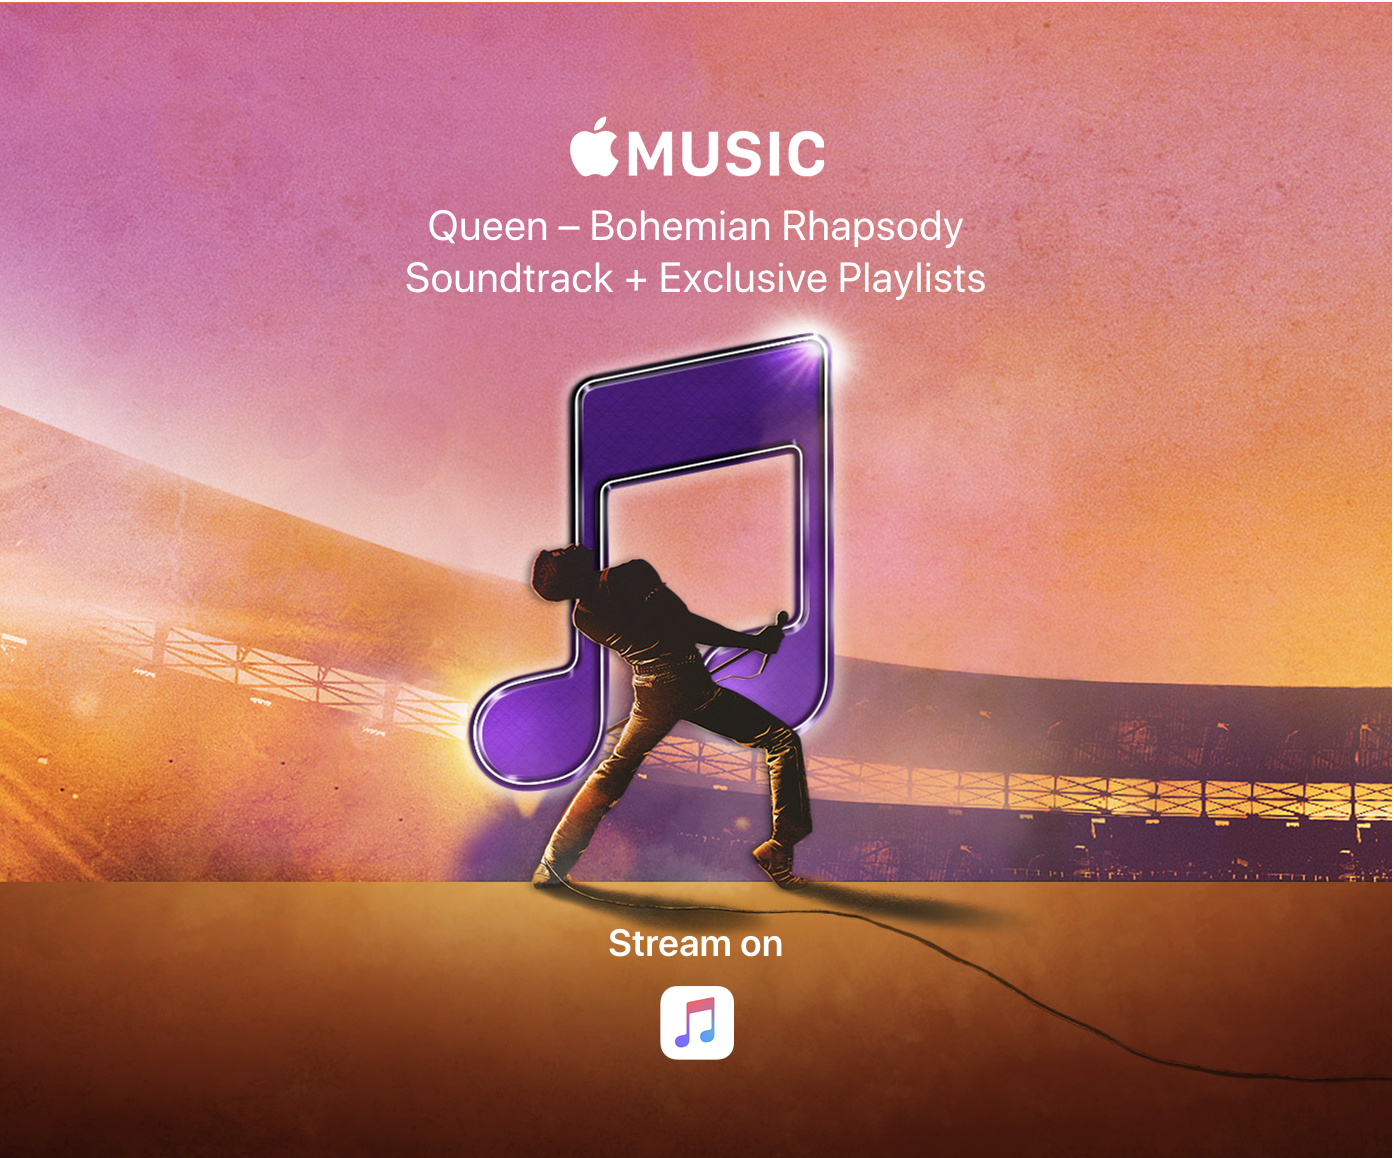 MUSIC
Queen – Bohemian Rhapsody
Soundtrack + Exclusive Playlists
Stream on